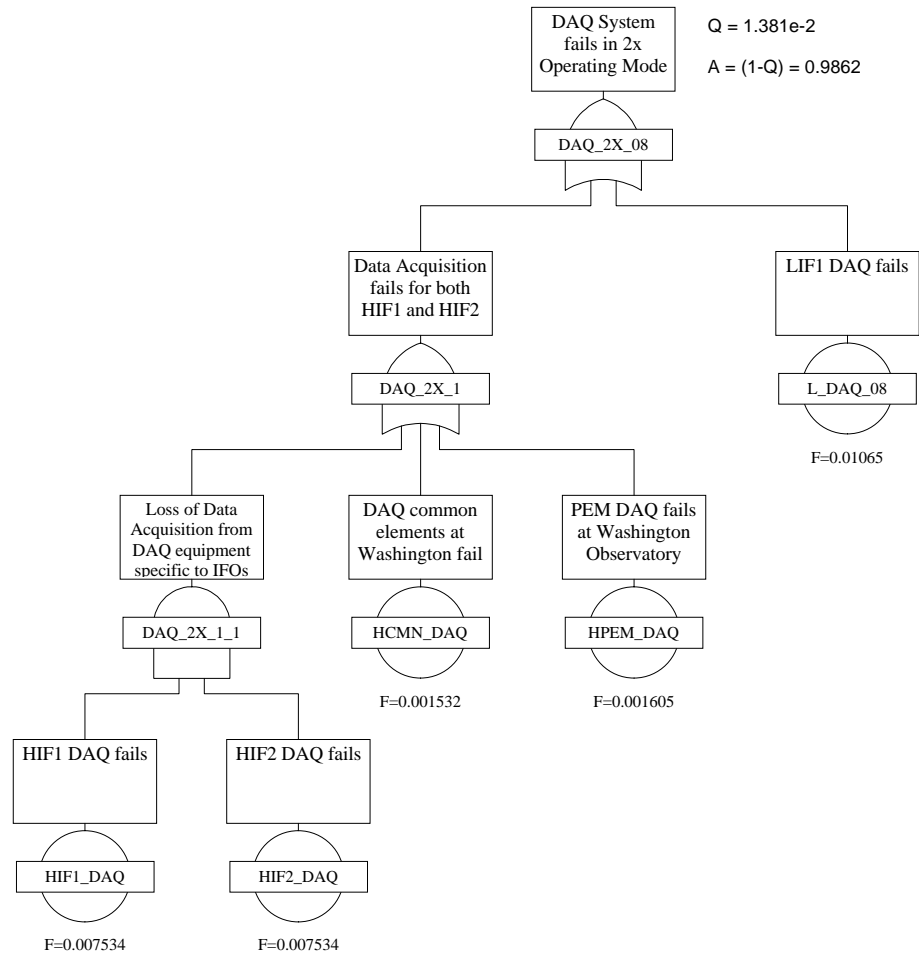 DAQ System
fails in 2x
Operating Mode
Q = 1.381e-2
A = (1-Q) = 0.9862
DAQ_2X_08
Data Acquisition
fails for both
HIF1 and HIF2
LIF1 DAQ fails
DAQ_2X_1
L_DAQ_08
F=0.01065
Loss of Data
Acquisition from
DAQ equipment
specific to IFOs
DAQ common
elements at
Washington fail
PEM DAQ fails
at Washington
Observatory
DAQ_2X_1_1
HCMN_DAQ
HPEM_DAQ
F=0.001532
F=0.001605
HIF1 DAQ fails
HIF2 DAQ fails
HIF1_DAQ
HIF2_DAQ
F=0.007534
F=0.007534